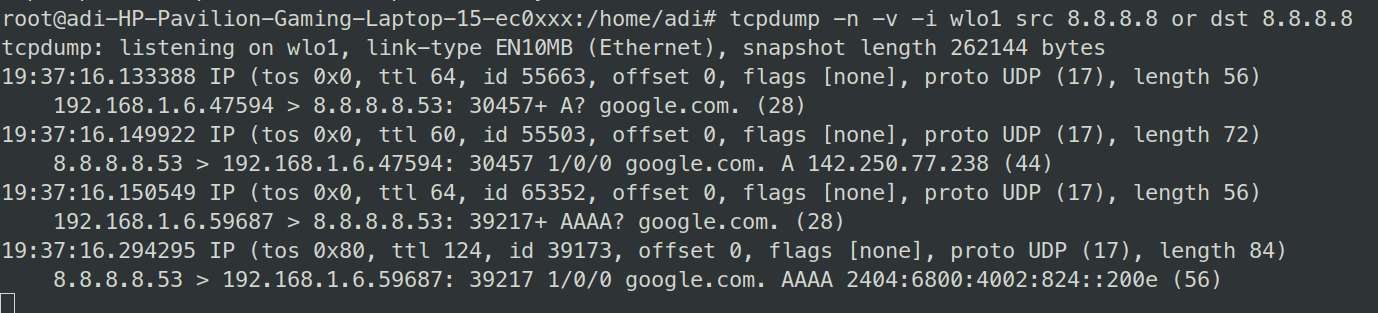 root@adi-HP-Pavilion-Gaming-Laptop-15-ec0xxx:/home/adi# tcpdump -n -v -i wlo1 src 8.8.8.8 or dst 8.8.8.8
tcpdump: listening on wlo1, link-type EN10MB (Ethernet), snapshot length 262144 bytes
19:37:16.133388 IP (tos 0x0, ttl 64, id 55663, offset 0, flags [none], proto UDP (17), length 56)
    192.168.1.6.47594 > 8.8.8.8.53: 30457+ A? google.com. (28)
19:37:16.149922 IP (tos 0x0, ttl 60, id 55503, offset 0, flags [none], proto UDP (17), length 72)
    8.8.8.8.53 > 192.168.1.6.47594: 30457 1/0/0 google.com. A 142.250.77.238 (44)
19:37:16.150549 IP (tos 0x0, ttl 64, id 65352, offset 0, flags [none], proto UDP (17), length 56)
    192.168.1.6.59687 > 8.8.8.8.53: 39217+ AAAA? google.com. (28)
19:37:16.294295 IP (tos 0x80, ttl 124, id 39173, offset 0, flags [none], proto UDP (17), length 84)
    8.8.8.8.53 > 192.168.1.6.59687: 39217 1/0/0 google.com. AAAA 2404:6800:4002:824::200e (56)